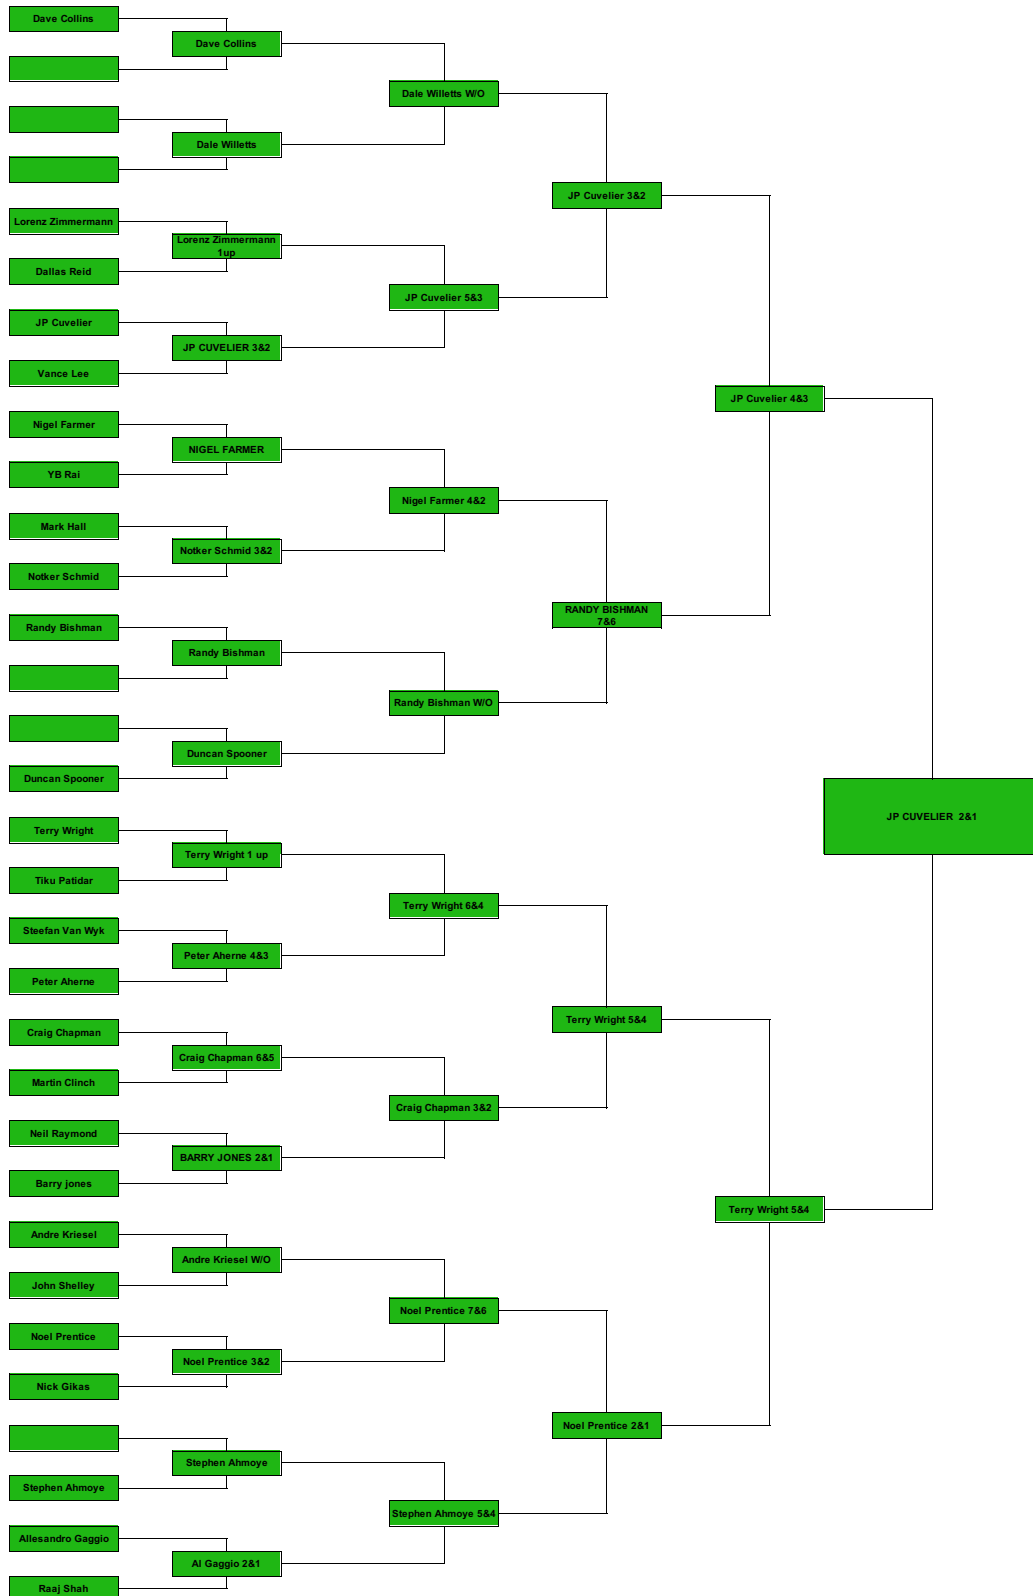 Dave Collins
Dave Collins
Dale Willetts W/O
Dale Willetts
JP Cuvelier 3&2
Lorenz Zimmermann
Lorenz Zimmermann
1up
Dallas Reid
JP Cuvelier 5&3
JP Cuvelier
JP CUVELIER 3&2
Vance Lee
JP Cuvelier 4&3
Nigel Farmer
NIGEL FARMER
YB Rai
Nigel Farmer 4&2
Mark Hall
Notker Schmid 3&2
Notker Schmid
RANDY BISHMAN
7&6
Randy Bishman
Randy Bishman
Randy Bishman W/O
Duncan Spooner
Duncan Spooner
JP CUVELIER  2&1
Terry Wright
Terry Wright 1 up
Tiku Patidar
Terry Wright 6&4
Steefan Van Wyk
Peter Aherne 4&3
Peter Aherne
Terry Wright 5&4
Craig Chapman
Craig Chapman 6&5
Martin Clinch
Craig Chapman 3&2
Neil Raymond
BARRY JONES 2&1
Barry jones
Terry Wright 5&4
Andre Kriesel
Andre Kriesel W/O
John Shelley
Noel Prentice 7&6
Noel Prentice
Noel Prentice 3&2
Nick Gikas
Noel Prentice 2&1
Stephen Ahmoye
Stephen Ahmoye
Stephen Ahmoye 5&4
Allesandro Gaggio
Al Gaggio 2&1
Raaj Shah